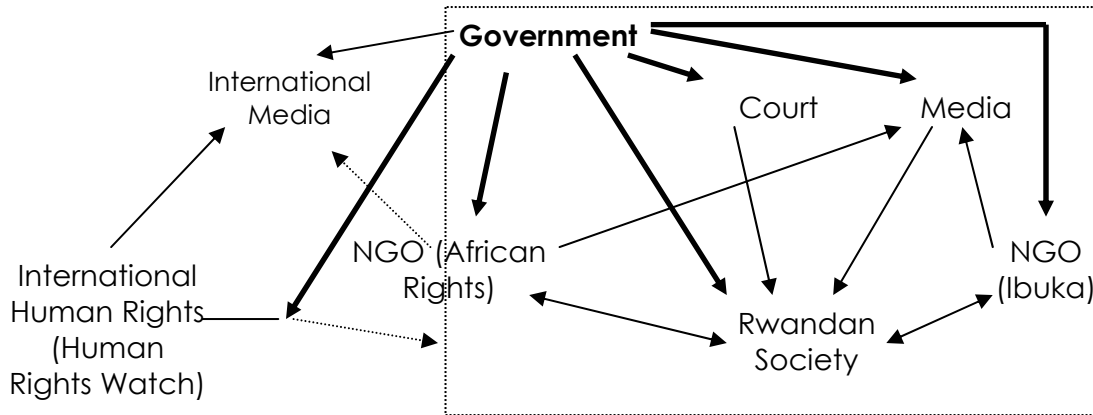 Government
International
Media
Court
Media
NGO (African
Rights)
NGO
(Ibuka)
International
Human Rights
(Human
Rights Watch)
Rwandan
Society